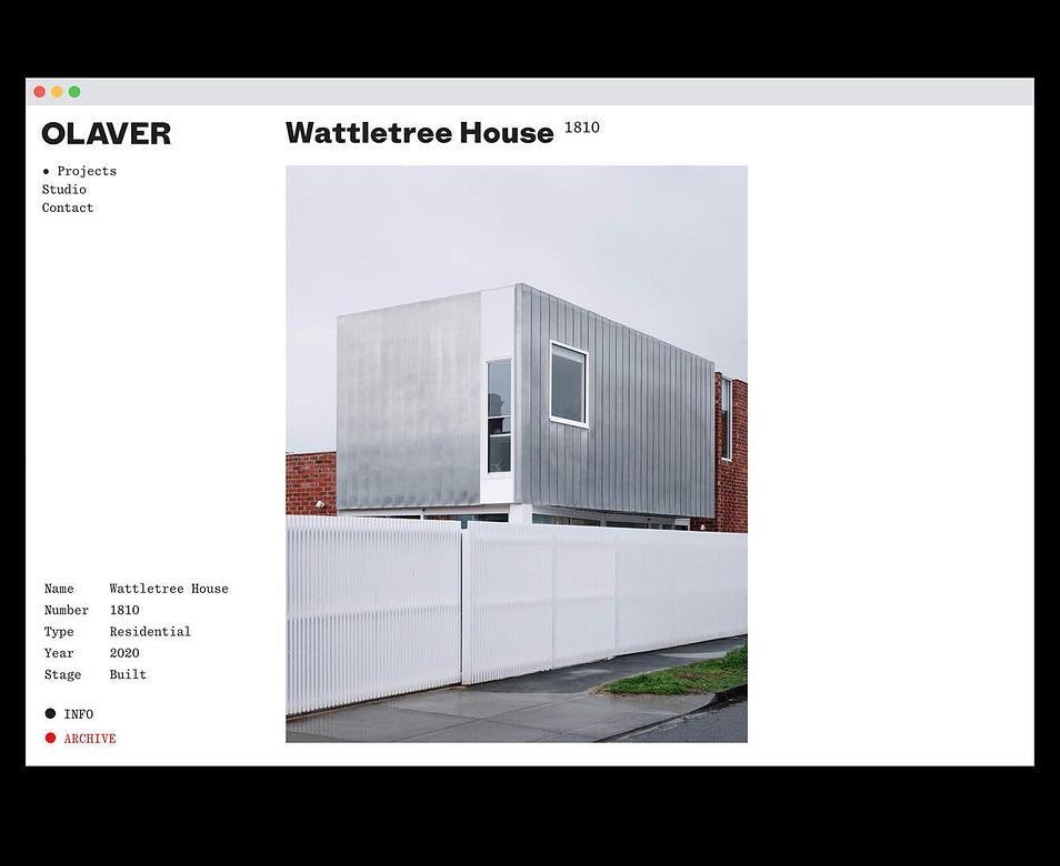 OLAVER
Wattletree House 1810
• Projects
Studio
Contact
Name Wattletree House
Number 1810
Type Residential
Year 2020
Stage Built
INFO
ARCHIVE